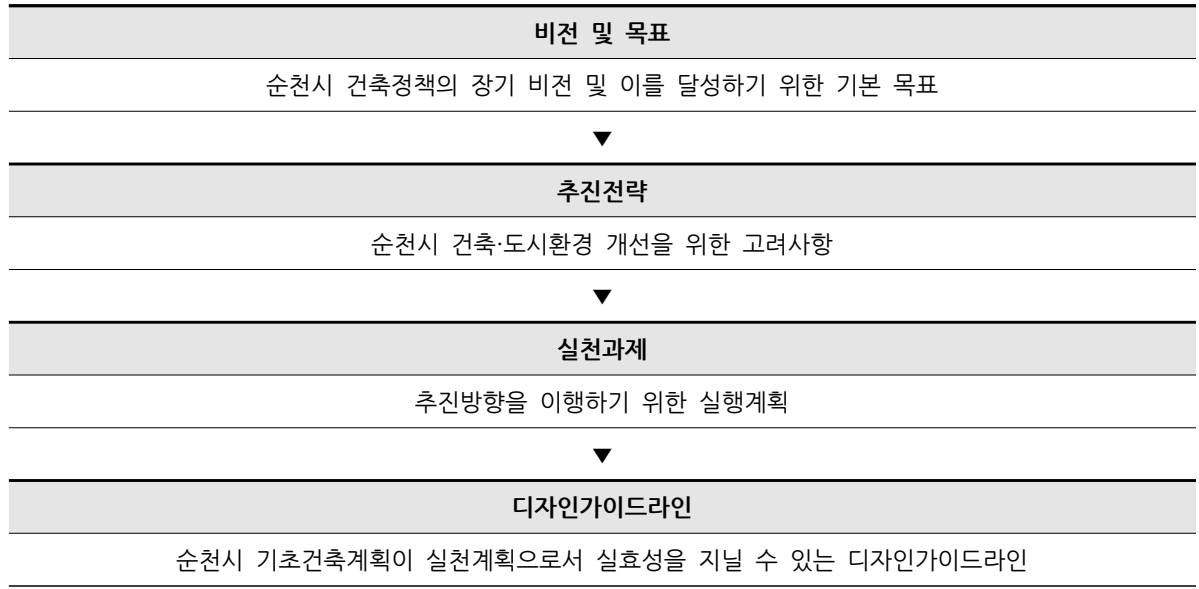 비전 및 목표
순천시 건축정책의 장기 비전 및 이를 달성하기 위한 기본 목표
▼
추진전략
순천시 건축·도시환경 개선을 위한 고려사항
▼
실천과제
추진방향을 이행하기 위한 실행계획
▼
디자인가이드라인
순천시 기초건축계획이 실천계획으로서 실효성을 지닐 수 있는 디자인가이드라인